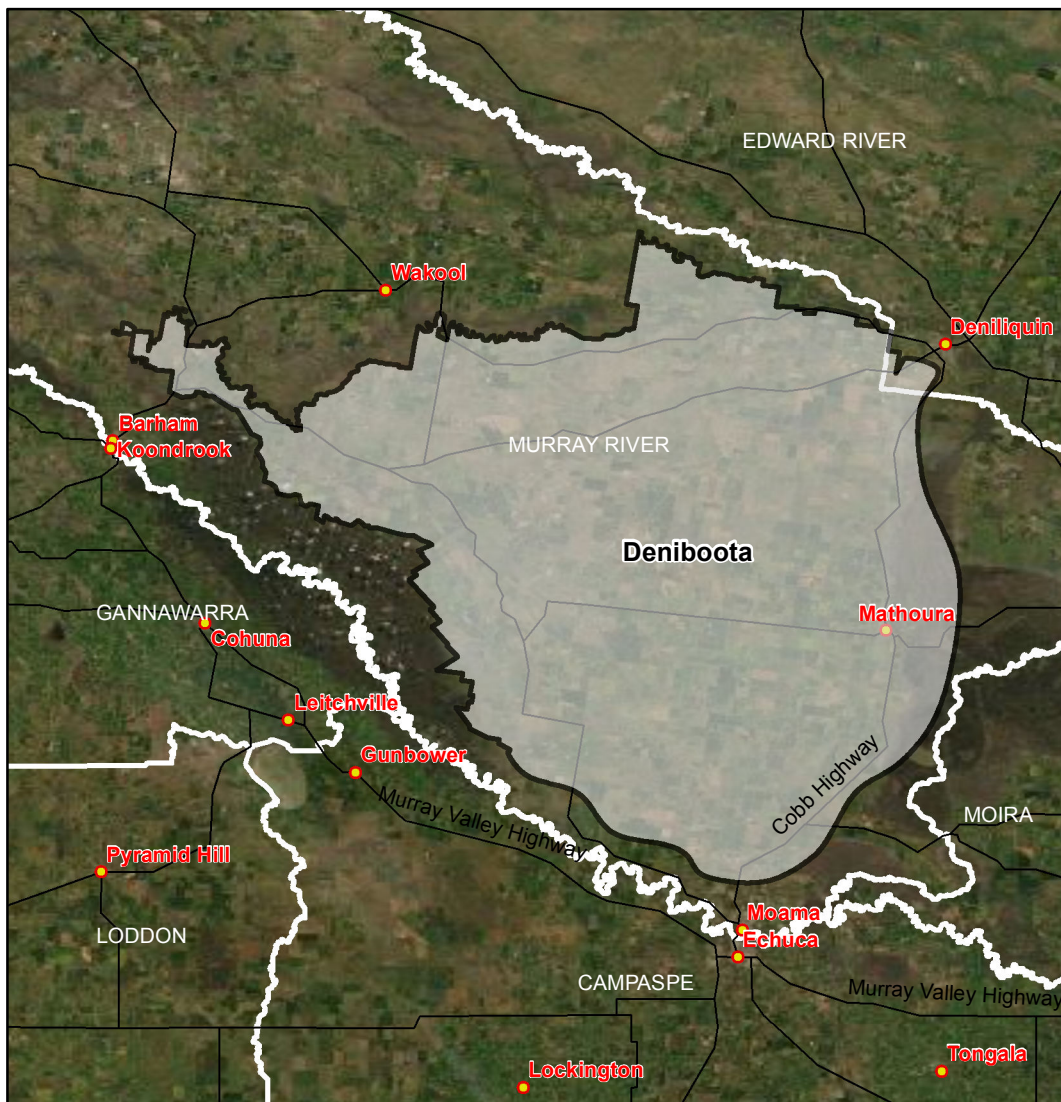 EDWARD RIVER
Wakool
Deniliquin
Barham
Koondrook
MURRAY RIVER
Deniboota
GANNAWARRA
Cohuna
Mathoura
Leitchville
Gunbower
Cobb Highway
Murray Valley Highway
MOIRA
Pyramid Hill
Moama
LODDON
Echuca
CAMPASPE
Murray Valley Highway
Tongala
Lockington